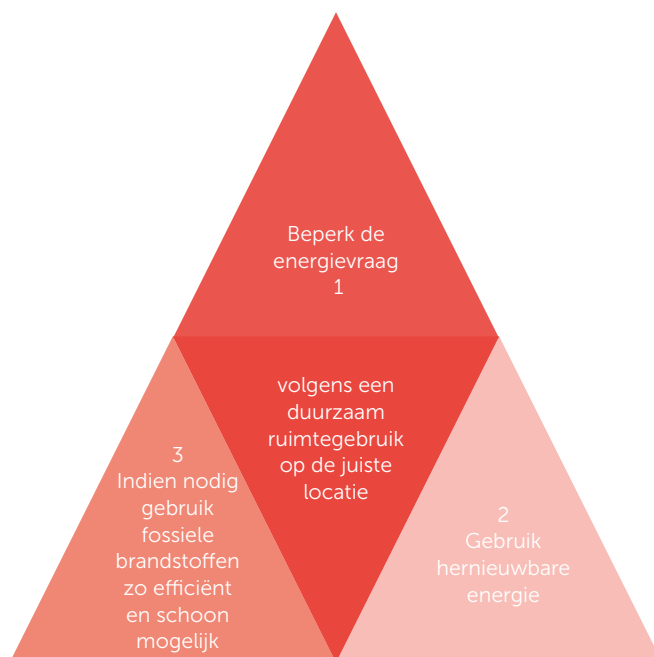 Beperk de
energievraag
1
volgens een
duurzaam
ruimtegebruik
op de juiste
locatie
2
Gebruik
hernieuwbare
energie
3
Indien nodig
gebruik
fossiele
brandstoffen
zo efficiënt
en schoon
mogelijk